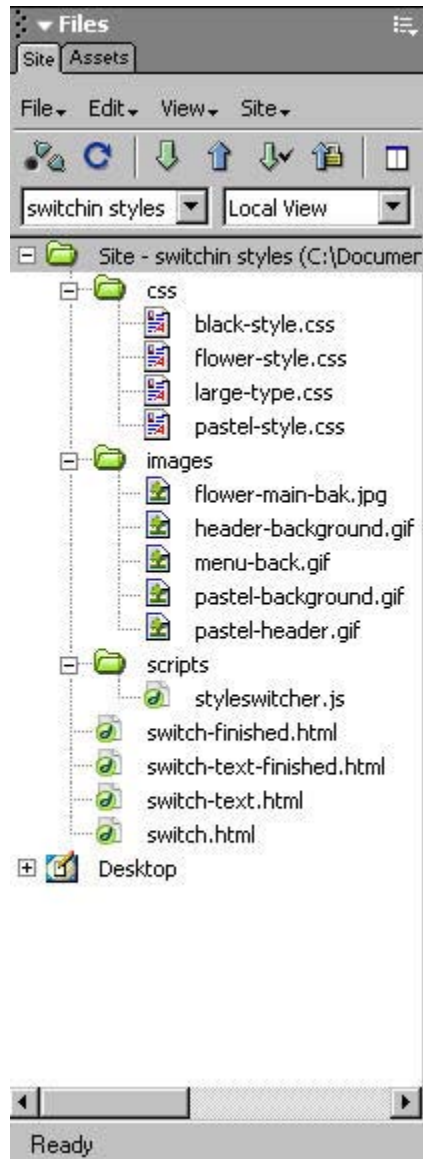 Files
Site Assets
File Edit View Site
switchin styles Local View
Site - switchin styles (C:\Documer
css
black-style.css
flower-style.css
large-type.css
pastel-style.css
images
flower-main-bak.jpg
header-background.gif
menu-back.gif
pastel-background.gif
pastel-header.gif
scripts
styleswitcher.js
switch-finished.html
switch-text-finished.html
switch-text.html
switch.html
Desktop
Ready